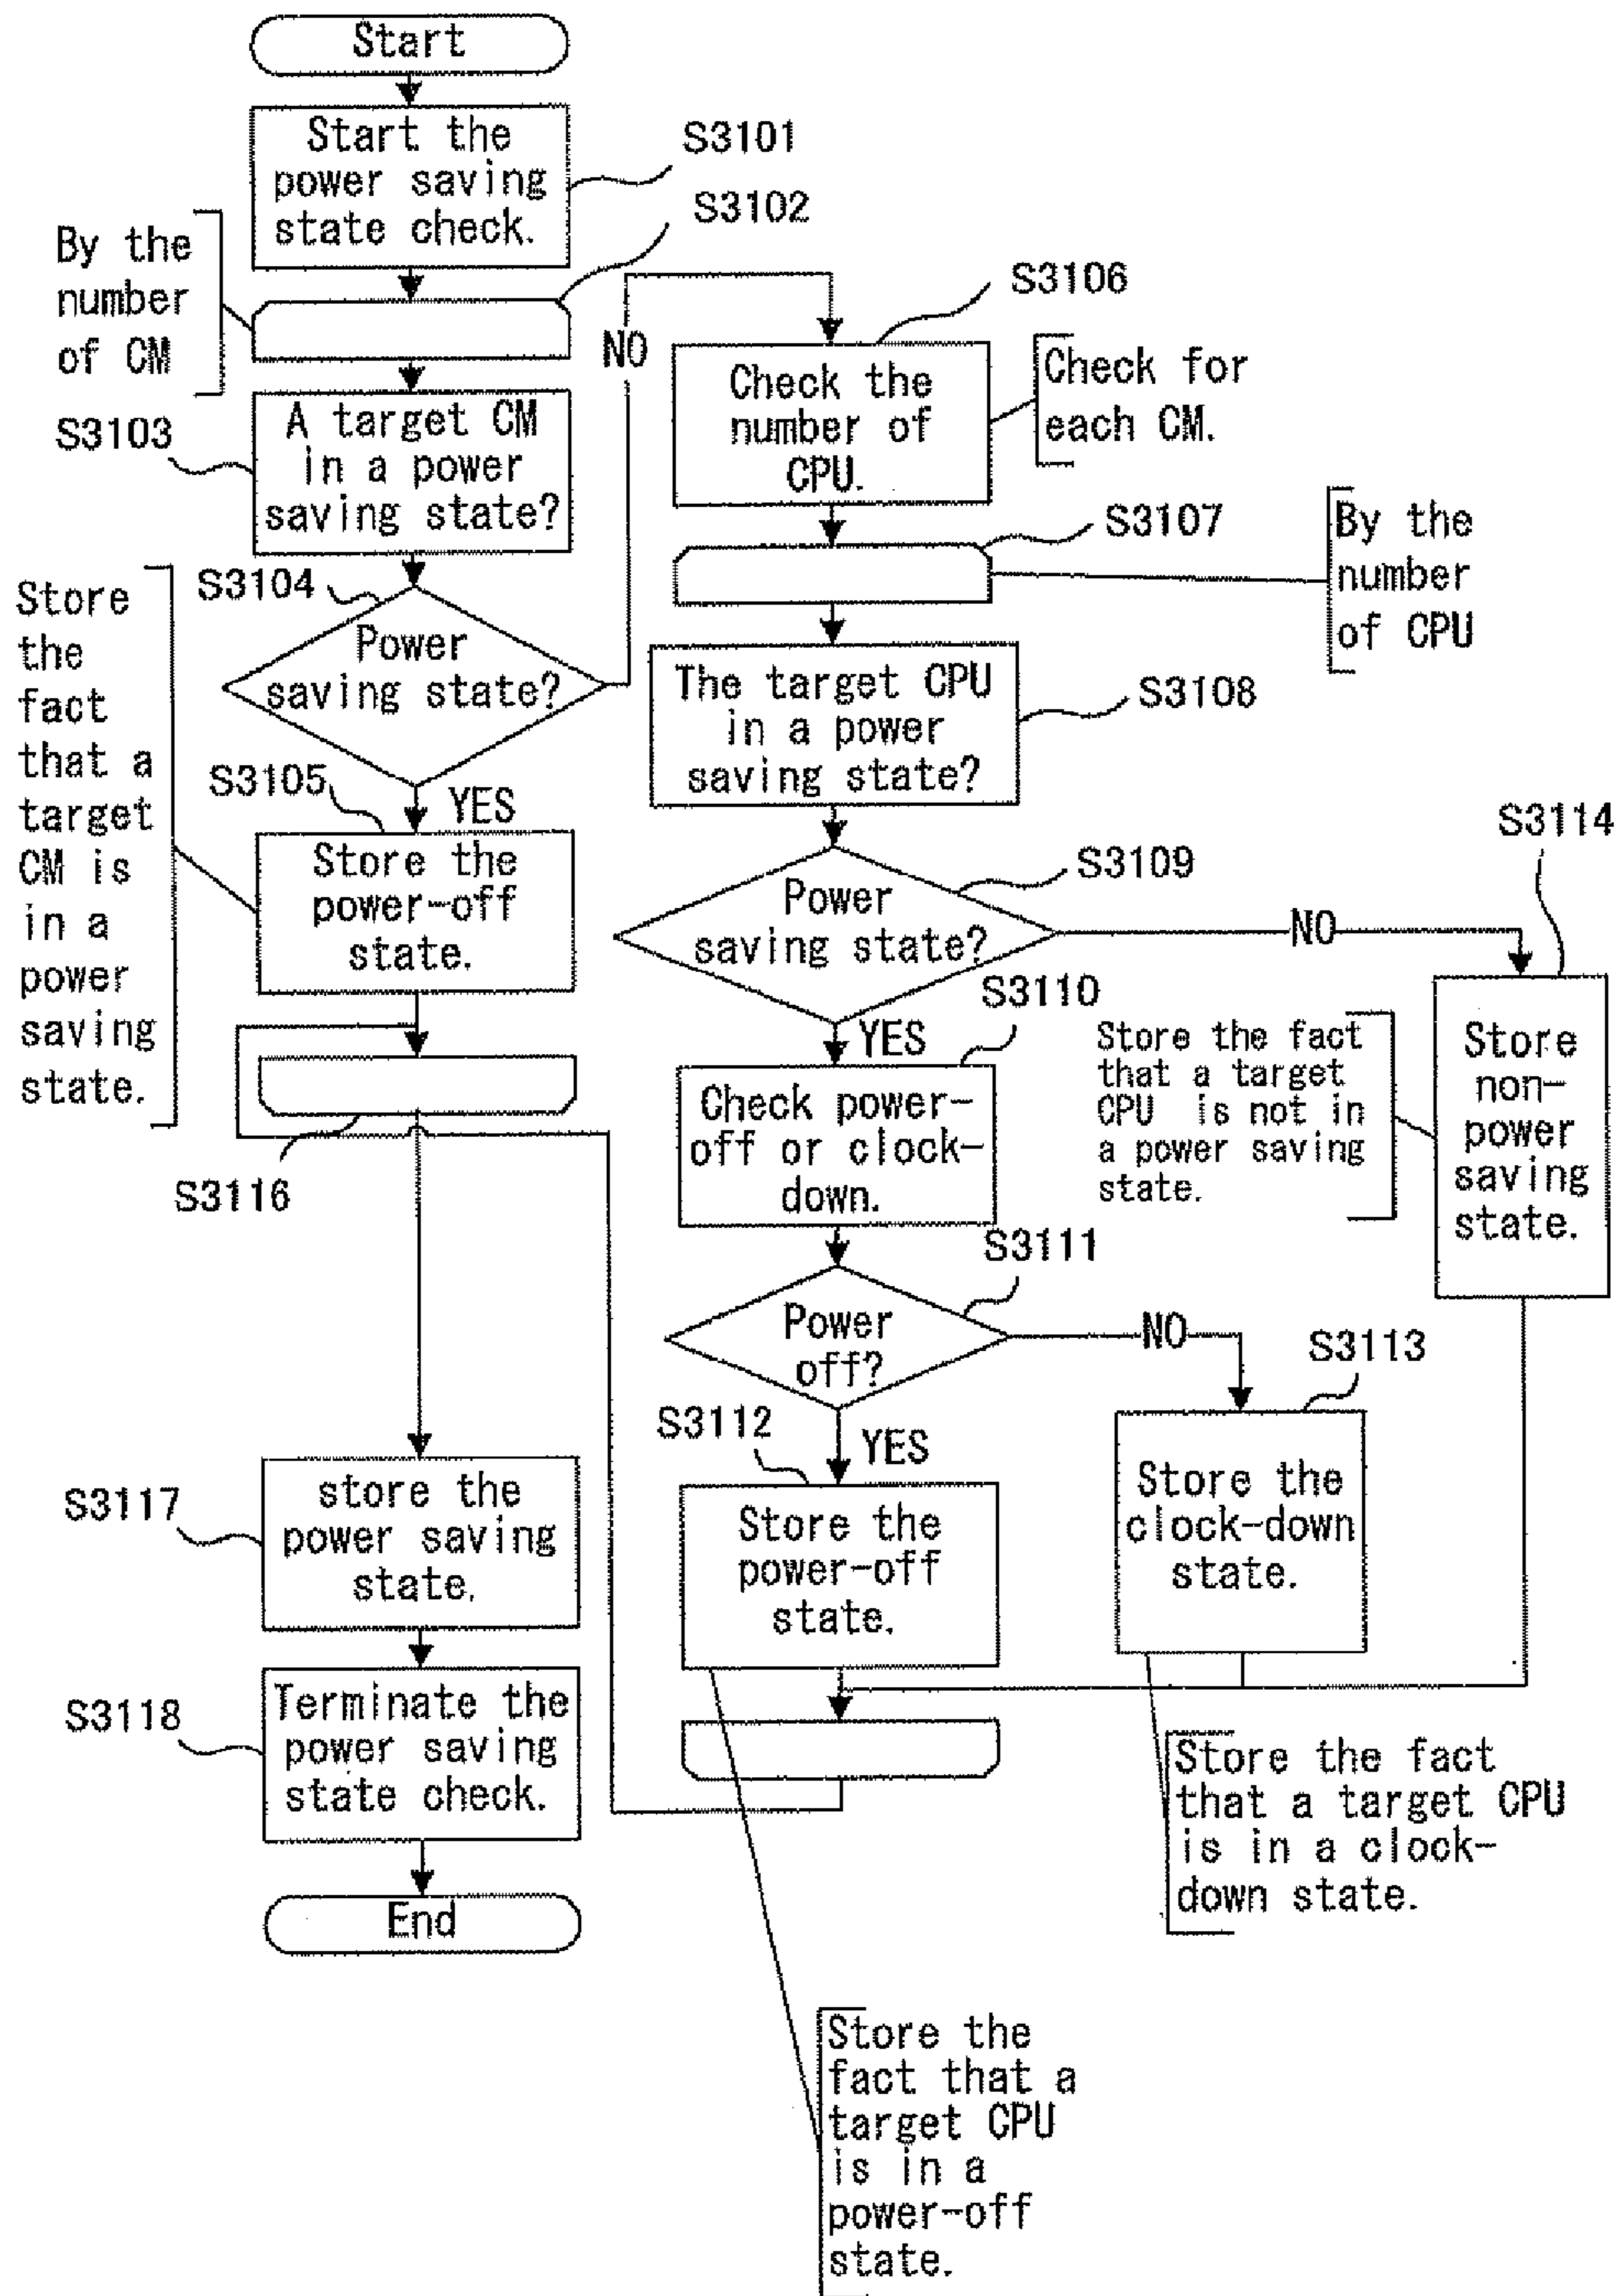 Start
Start the
power saving
state check.
S3101
S3102
By the
number
of CM
S3103
A target CM
in a power
saving state?
S3104
Power
saving state?
NO
YES
S3105
Store the
power-off
state.
Store
the
fact
that a
target
CM is
in a
power
saving
state.
S3116
S3117
store the
power saving
state.
S3118
Terminate the
power saving
state check.
End
S3106
Check the
number of
CPU.
Check for
each CM.
S3107
By the
number
of CPU
The target CPU
in a power
saving state?
S3108
Power
saving state?
S3109
NO
YES
S3110
Check power-
off or clock-
down.
S3111
Power
off?
NO
YES
S3112
Store the
power-off
state.
S3113
Store the
clock-down
state.
S3114
Store
non-
power
saving
state.
Store the fact
that a target
CPU is not in
a power saving
state.
Store the fact
that a target CPU
is in a clock-
down state.
Store the
fact that a
target CPU
is in a
power-off
state.